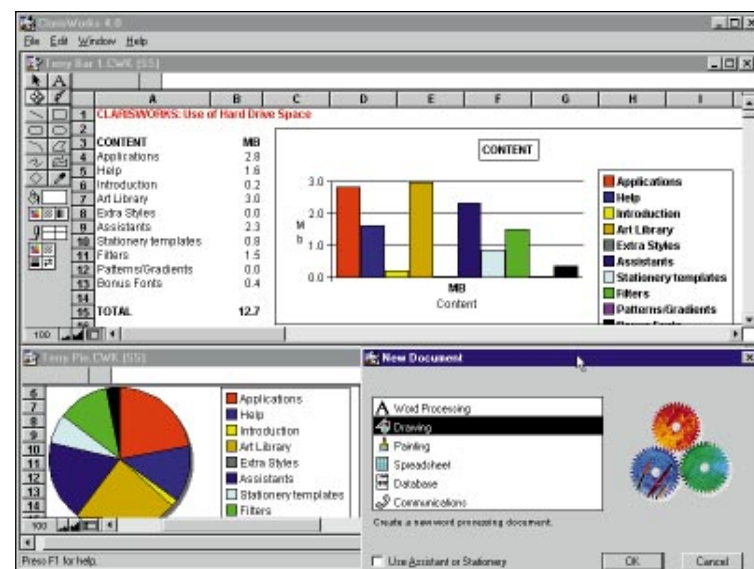 ClarisWorks 4.0
File Edit Window Help
Terry Bar 1.CWK (SS)
A
A B C D E F G H I
1 CLARISWORKS: Use of Hard Drive Space
2
3 CONTENT MB
4 Applications 2.8
5 Help 1.6
6 Introduction 0.2
7 Art Library 3.0
8 Extra Styles 0.0
9 Assistants 2.3
10 Stationery templates 0.8
11 Filters 1.5
12 Patterns/Gradients 0.0
13 Bonus Fonts 0.4
14
15 TOTAL 12.7
CONTENT
3.0
2.0
1.0
0.0
M
b
MB
Content
Applications
Help
Introduction
Art Library
Extra Styles
Assistants
Stationery templates
Filters
Patterns/Gradients
Bonus Fonts
100
Terry Pie.CWK (SS)
6
7
8
9
10
11
12
13
14
Applications
Help
Introduction
Art Library
Extra Styles
Assistants
Stationery templates
Filters
100
Press F1 for help.
New Document
Word Processing
Drawing
Painting
Spreadsheet
Database
Communications
Create a new word processing document.
Use Assistant or Stationery
OK
Cancel